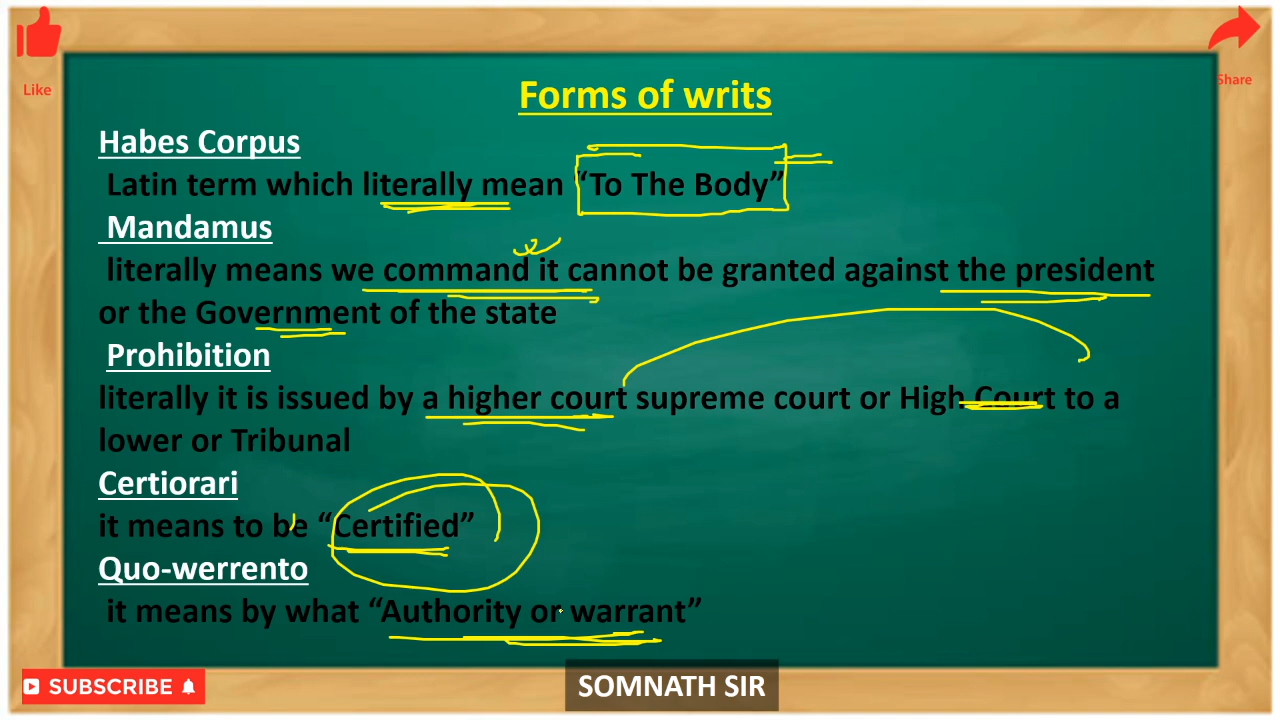 Like
Share
Forms of writs
Habes Corpus
Latin term which literally mean “To The Body”
Mandamus
literally means we command it cannot be granted against the president
or the Government of the state
Prohibition
literally it is issued by a higher court supreme court or High Court to a
lower or Tribunal
Certiorari
it means to be “Certified”
Quo-werrento
it means by what “Authority or warrant”
SUBSCRIBE
SOMNATH SIR